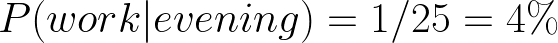 P(work|evening) = 1/25 = 4%